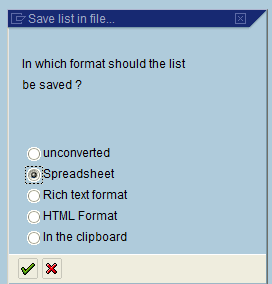 Save list in file...
In which format should the list
be saved ?
unconverted
Spreadsheet
Rich text format
HTML Format
In the clipboard